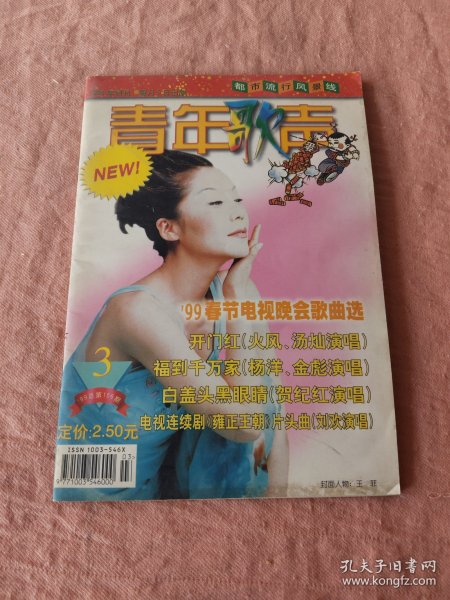 都市流行风景线
青年歌声
NEW!
'99春节电视晚会歌曲选
开门红(火风、汤灿演唱)
福到千万家(杨洋、金彪演唱)
白盖头黑眼睛(贺纪红演唱)
电视连续剧《雍正王朝》片头曲(刘欢演唱)
3
定价:2.50元
ISSN 1003-546X
03>
9771003546000
封面人物:王菲
孔夫子旧书网
www.kongfz.com